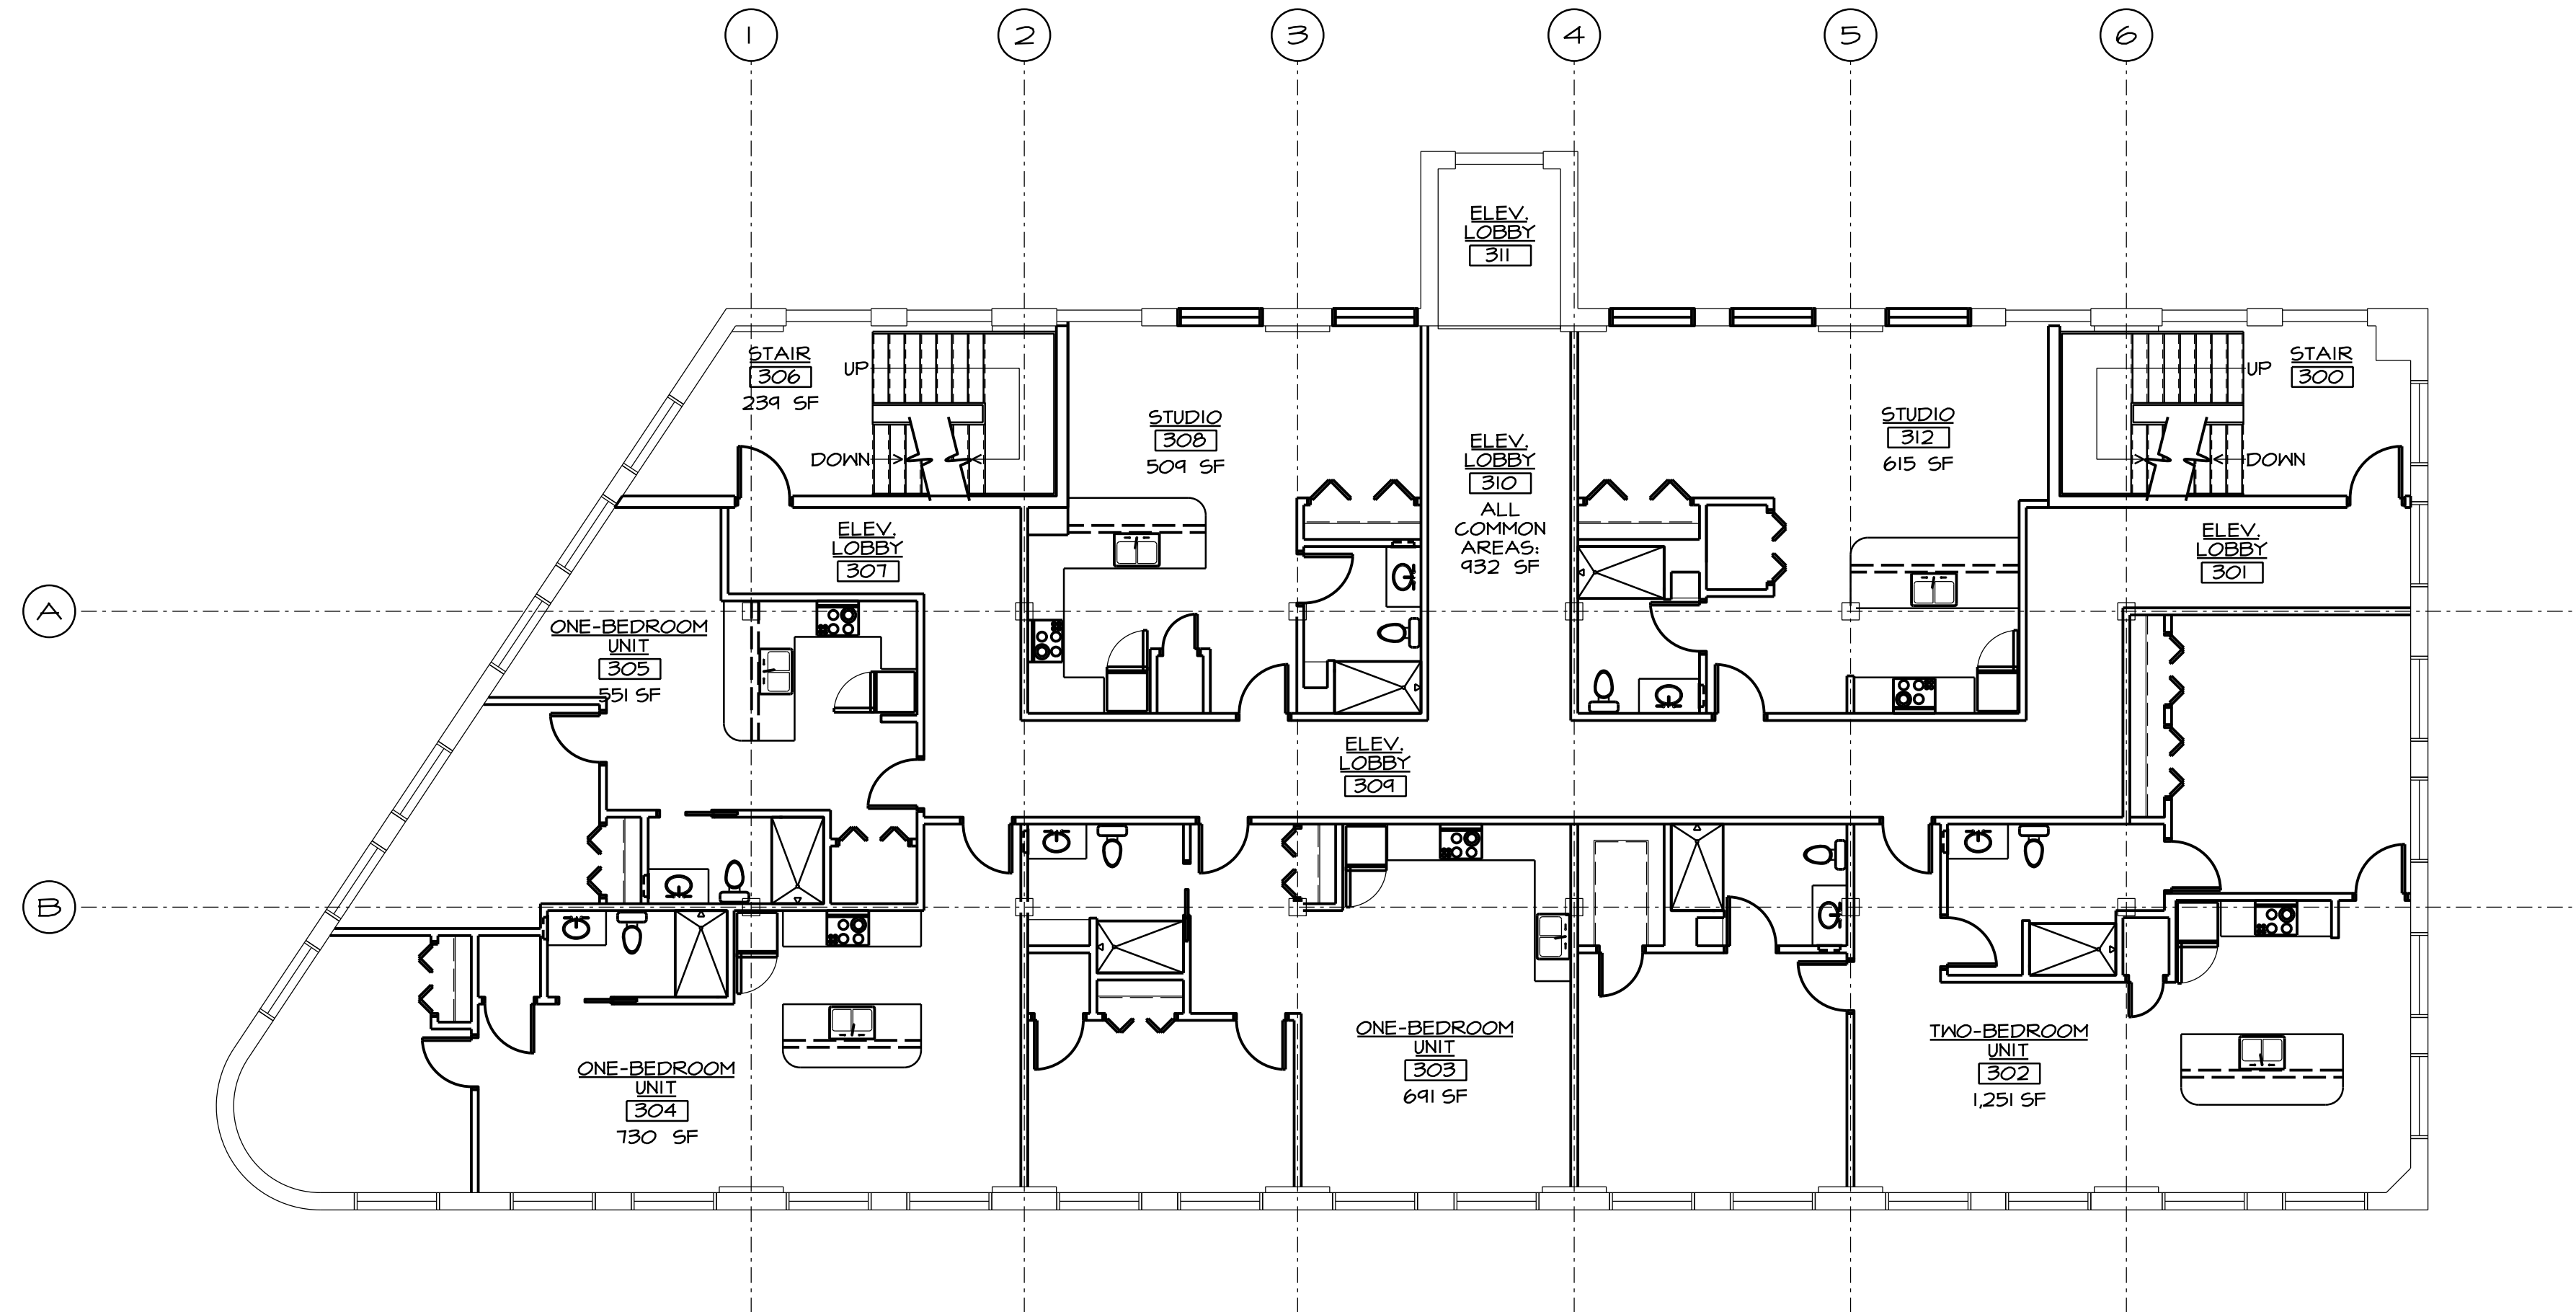 1 2 3 4 5 6
ELEV.
LOBBY
311
STAIR
306
239 SF
UP
DOWN
STUDIO
308
509 SF
ELEV.
LOBBY
310
ALL
COMMON
AREAS:
932 SF
STUDIO
312
615 SF
UP
DOWN
STAIR
300
ELEV.
LOBBY
307
ELEV.
LOBBY
301
A
ONE-BEDROOM
UNIT
305
551 SF
ELEV.
LOBBY
309
B
ONE-BEDROOM
UNIT
304
730 SF
ONE-BEDROOM
UNIT
303
691 SF
TWO-BEDROOM
UNIT
302
1,251 SF